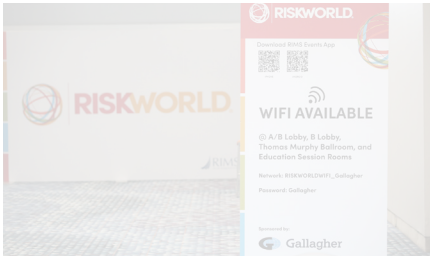 RISKWORLD
Download RIMS Events App
RISKWORLD
RIMS
WIFI AVAILABLE
@ A/B Lobby, B Lobby,
Thomas Murphy Ballroom, and
Education Session Rooms
Network: RISKWORLDWIFI_Gallagher
Password: Gallagher
Sponsored by:
Gallagher